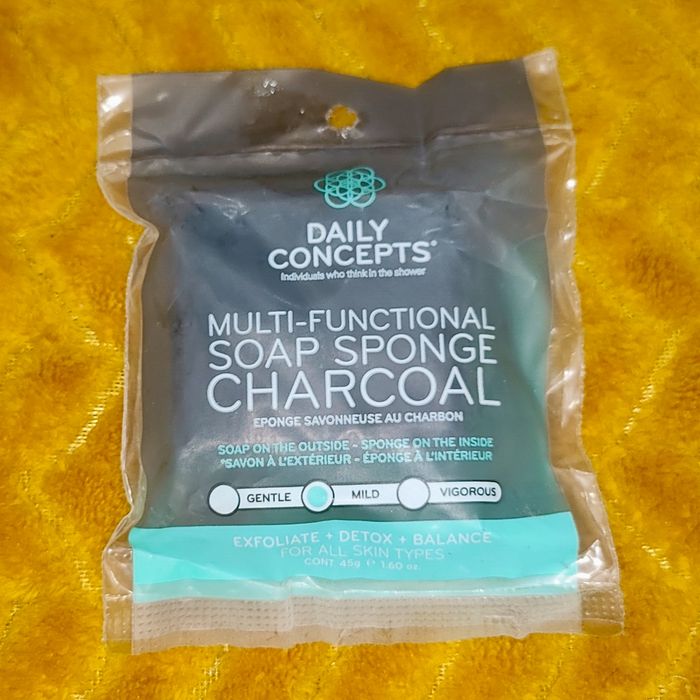 DAILY
CONCEPTS®
Individuals who think in the shower
MULTI-FUNCTIONAL
SOAP SPONGE
CHARCOAL
EPONGE SAVONNEUSE AU CHARBON
SOAP ON THE OUTSIDE - SPONGE ON THE INSIDE
*SAVON À L'EXTÉRIEUR - ÉPONGE À L'INTÉRIEUR
GENTLE MILD VIGOROUS
EXFOLIATE + DETOX + BALANCE
FOR ALL SKIN TYPES
CONT. 45g ℮ 1.60 oz.